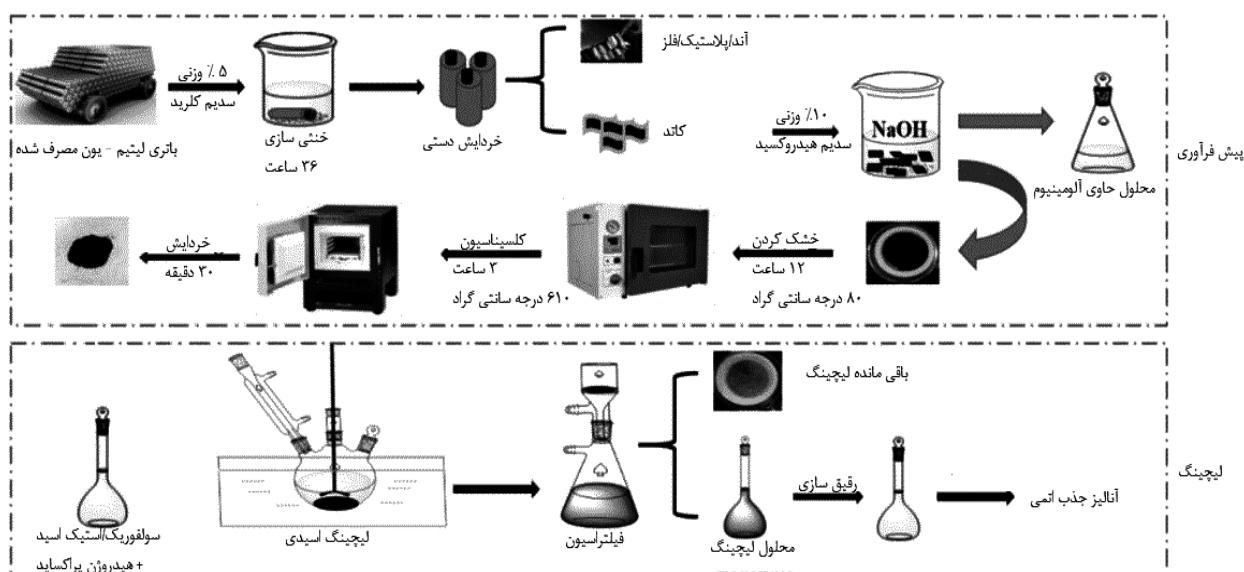 آند/پلاستیک/فلز
۵ ٪ وزنی
سدیم کلرید
باتری لیتیم - یون مصرف شده
خنثی سازی
۳۶ ساعت
خردایش دستی
کاتد
۱۰٪ وزنی
سدیم هیدروکسید
NaOH
محلول حاوی آلومینیوم
پیش فرآوری
خشک کردن
۱۲ ساعت
۸۰ درجه سانتی گراد
کلسیناسیون
۳ ساعت
۶۱۰ درجه سانتی گراد
خردایش
۳۰ دقیقه
سولفوریک/استیک اسید
+ هیدروژن پراکساید
لیچینگ اسیدی
فیلتراسیون
باقی مانده لیچینگ
محلول لیچینگ
رقیق سازی
آنالیز جذب اتمی
لیچینگ